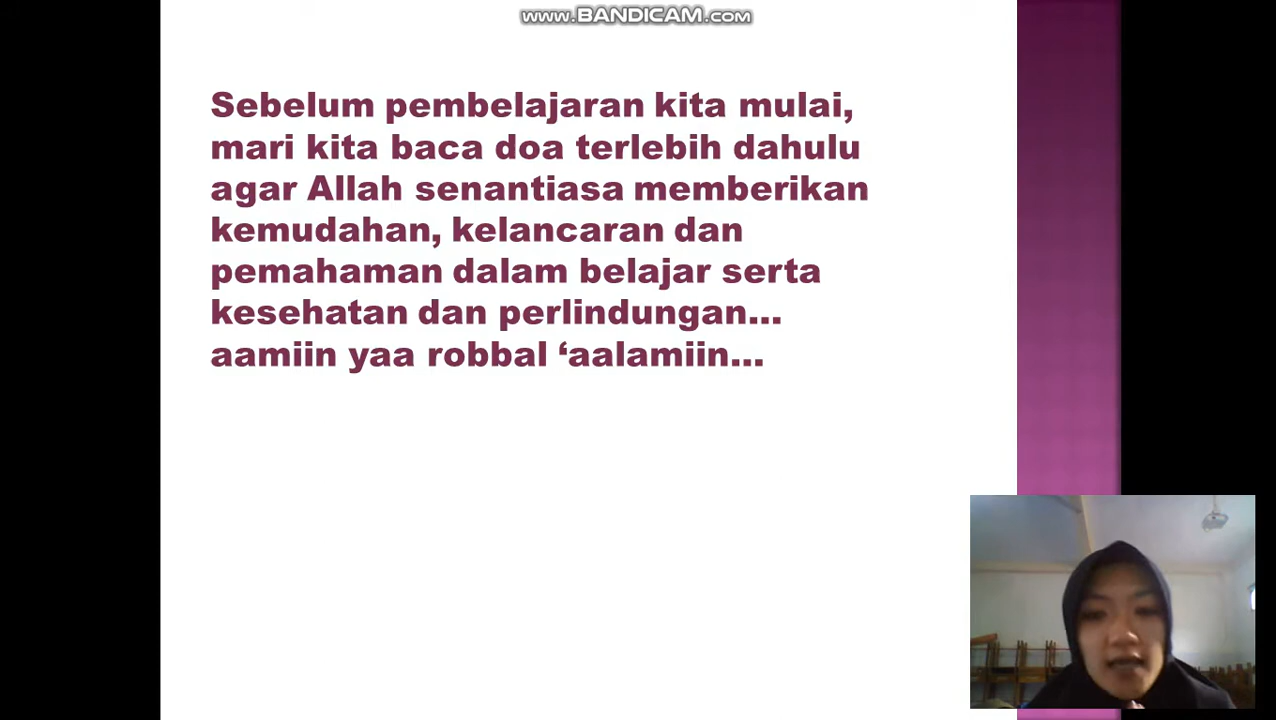 www.BANDICAM.com
Sebelum pembelajaran kita mulai,
mari kita baca doa terlebih dahulu
agar Allah senantiasa memberikan
kemudahan, kelancaran dan
pemahaman dalam belajar serta
kesehatan dan perlindungan...
aamiin yaa robbal ‘aalamiin...